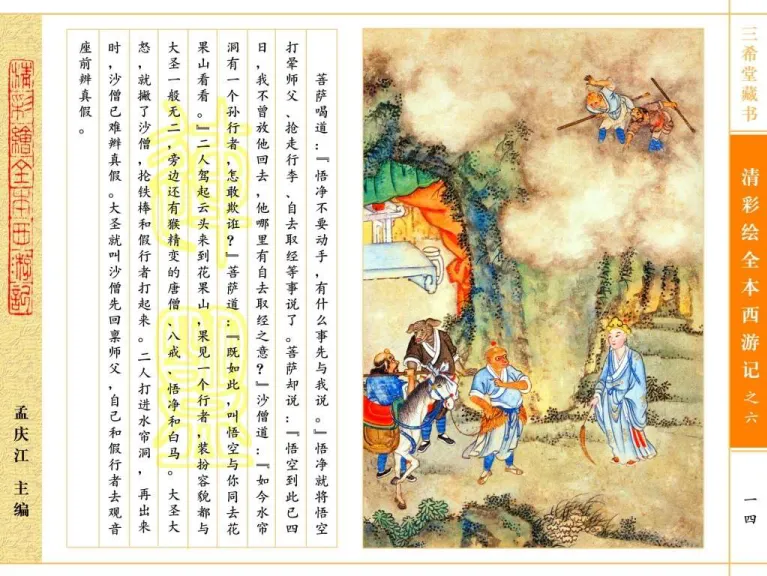 三希堂藏书
清彩绘全本西游记之六
一四
菩萨喝道：『悟净不要动手，有什么事先与我说。』悟净就将悟空
打晕师父、抢走行李、自去取经等事说了。菩萨却说：『悟空到此已四
日，我不曾放他回去，他哪里有自去取经之意？』沙僧道：『如今水帘
洞有一个孙行者，怎敢欺诳？』菩萨道：『既如此，叫悟空与你同去花
果山看看。』二人驾起云头来到花果山，果见一个行者，装扮容貌都与
大圣一般无二，旁边还有猴精变的唐僧、八戒、悟净和白马。大圣大
怒，就撇了沙僧，抡铁棒和假行者打起来。二人打进水帘洞，再出来
时，沙僧已难辨真假。大圣就叫沙僧先回禀师父，自己和假行者去观音
座前辨真假。
精彩绘全本西游记
孟庆江 主编